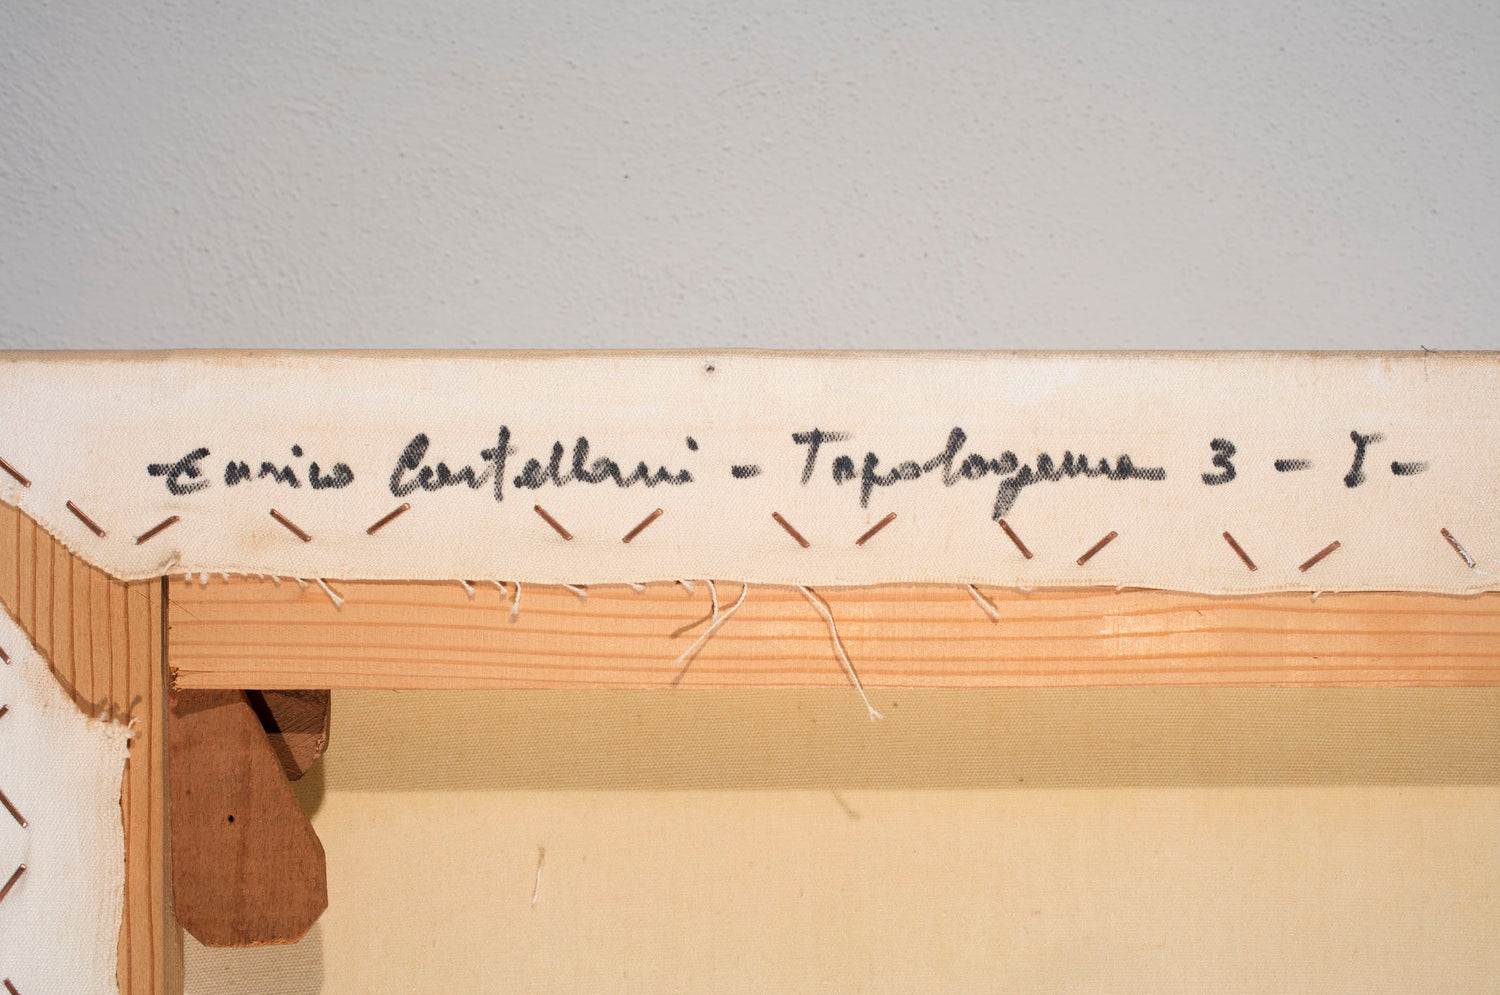 Enrico Castellani - Topologema 3 - I -